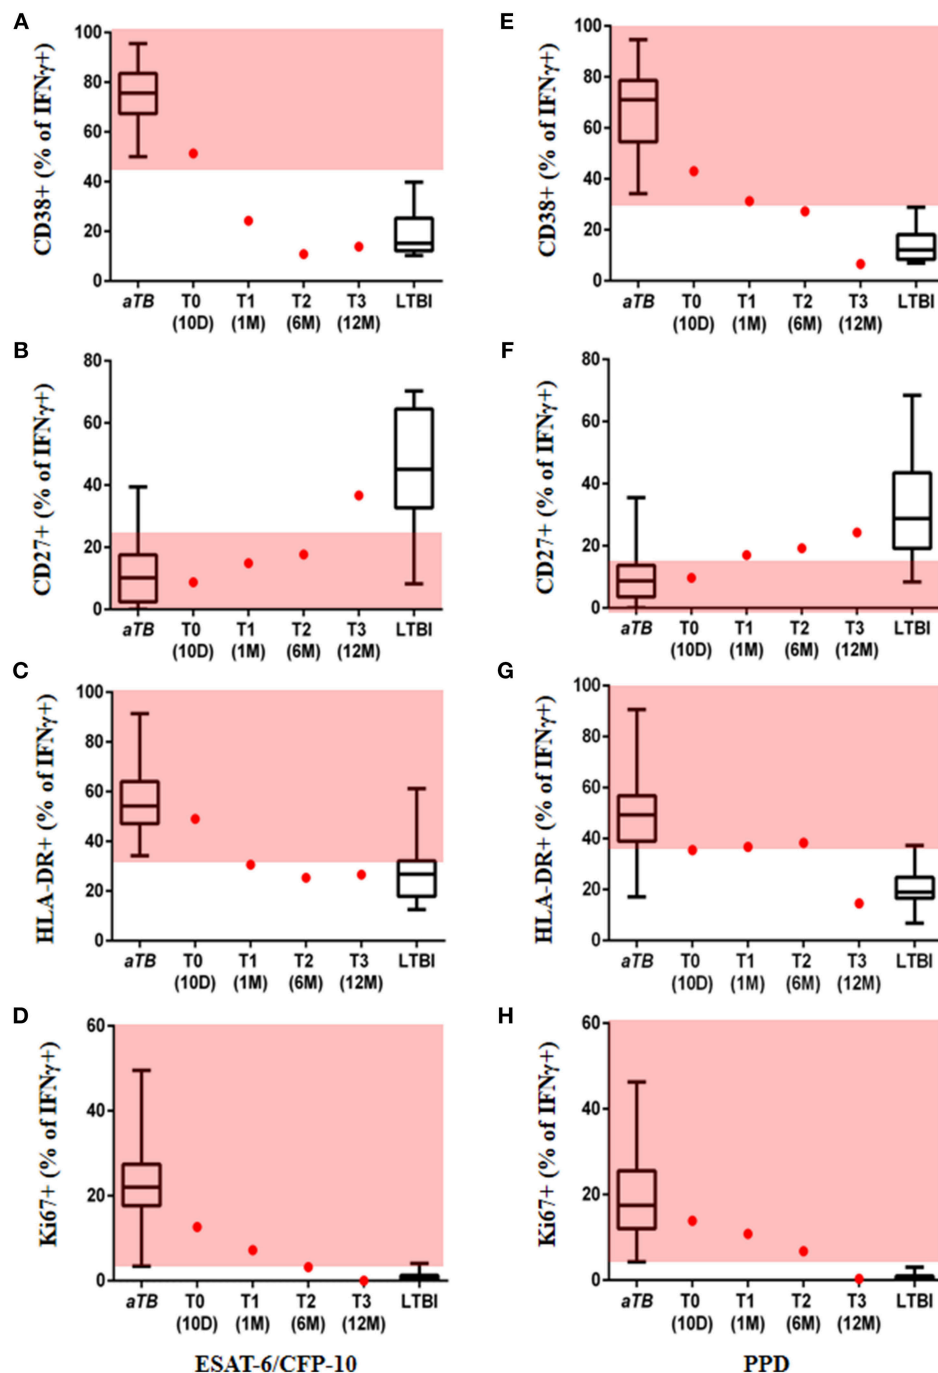 A
CD38+ (% of IFNγ+)
100
80
60
40
20
0
aTB T0 T1 T2 T3 LTBI
(10D) (1M) (6M) (12M)
E
CD38+ (% of IFNγ+)
100
80
60
40
20
0
aTB T0 T1 T2 T3 LTBI
(10D) (1M) (6M) (12M)
B
CD27+ (% of IFNγ+)
80
60
40
20
0
aTB T0 T1 T2 T3 LTBI
(10D) (1M) (6M) (12M)
F
CD27+ (% of IFNγ+)
80
60
40
20
0
aTB T0 T1 T2 T3 LTBI
(10D) (1M) (6M) (12M)
C
HLA-DR+ (% of IFNγ+)
100
80
60
40
20
0
aTB T0 T1 T2 T3 LTBI
(10D) (1M) (6M) (12M)
G
HLA-DR+ (% of IFNγ+)
100
80
60
40
20
0
aTB T0 T1 T2 T3 LTBI
(10D) (1M) (6M) (12M)
D
Ki67+ (% of IFNγ+)
60
40
20
0
aTB T0 T1 T2 T3 LTBI
(10D) (1M) (6M) (12M)
H
Ki67+ (% of IFNγ+)
60
40
20
0
aTB T0 T1 T2 T3 LTBI
(10D) (1M) (6M) (12M)
ESAT-6/CFP-10
PPD